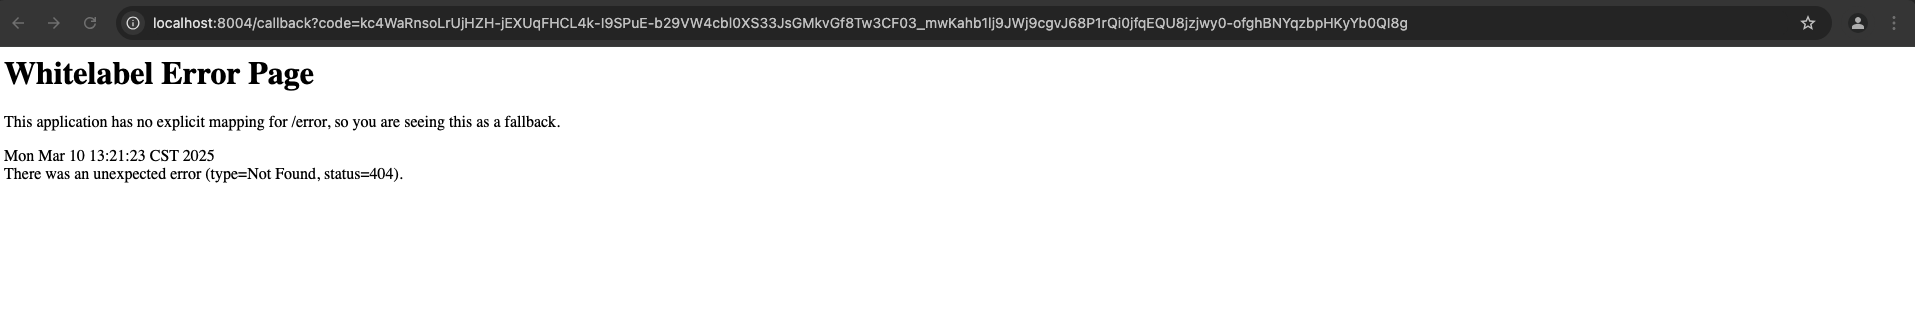 localhost:8004/callback?code=kc4WaRnsoLrUjHZH-jEXUqFHCL4k-I9SPuE-b29VW4cbI0XS33JsGMkvGf8Tw3CF03_mwKahb1lj9JWj9cgvJ68P1rQi0jfqEQU8jzjwy0-ofghBNYqzbpHKyYb0QI8g
Whitelabel Error Page
This application has no explicit mapping for /error, so you are seeing this as a fallback.
Mon Mar 10 13:21:23 CST 2025
There was an unexpected error (type=Not Found, status=404).